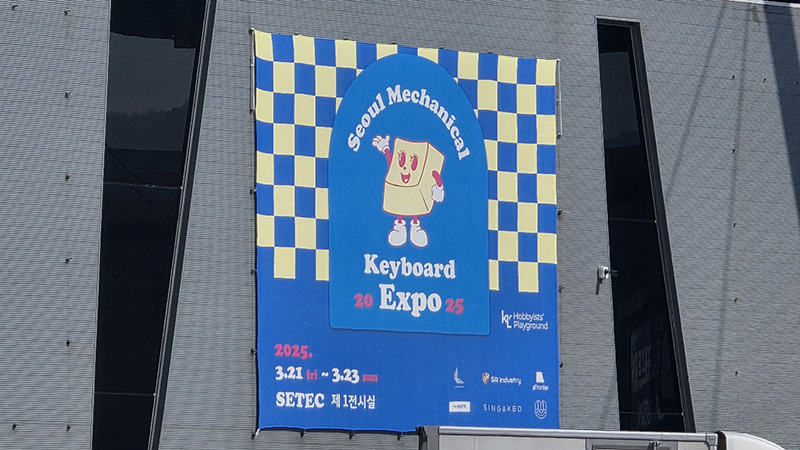 Seoul Mechanical
Keyboard
20 Expo 25
Hobbyists'
Playground
2025.
3.21 fri ~ 3.23 sun
SETEC 제 1전시실
SR Industry
SINGAKBD